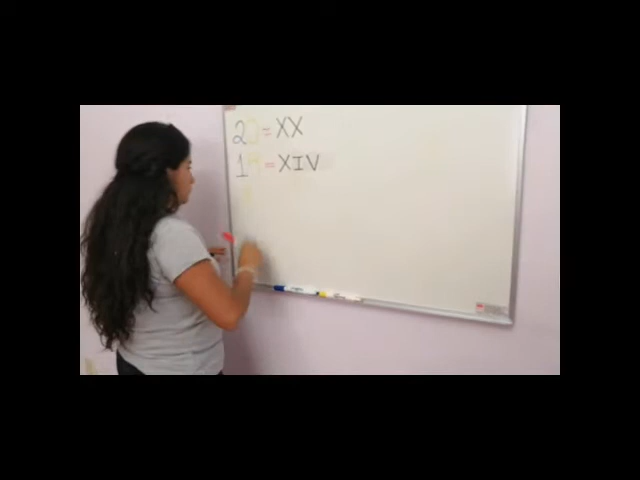 20 = XX
14 = XIV